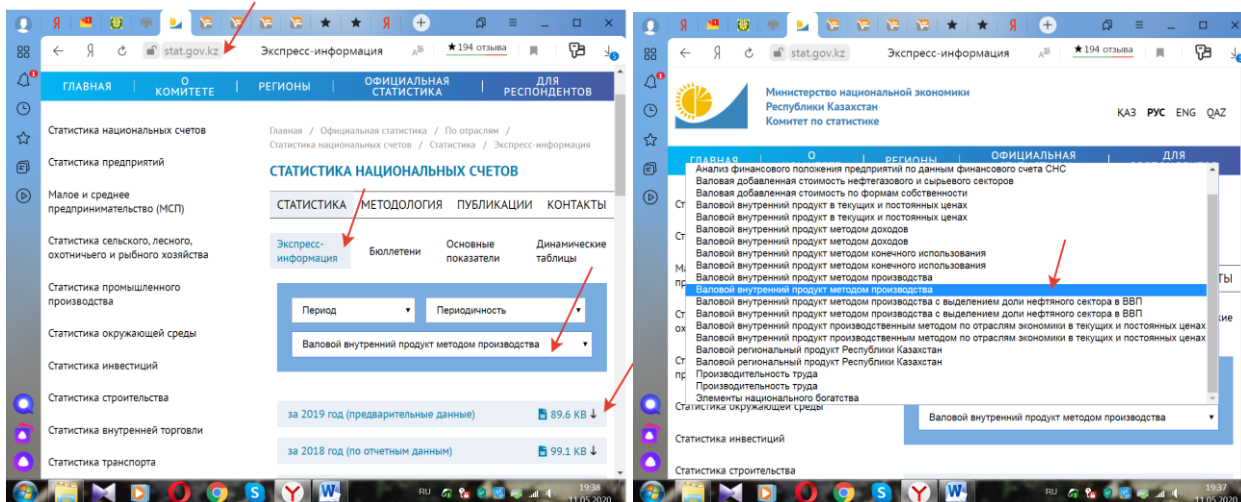 stat.gov.kz Экспресс-информация 194 отзыва
ГЛАВНАЯ О КОМИТЕТЕ РЕГИОНЫ ОФИЦИАЛЬНАЯ СТАТИСТИКА ДЛЯ РЕСПОНДЕНТОВ
Статистика национальных счетов
Статистика предприятий
Малое и среднее
предпринимательство (МСП)
Статистика сельского, лесного,
охотничьего и рыбного хозяйства
Статистика промышленного
производства
Статистика окружающей среды
Статистика инвестиций
Статистика строительства
Статистика внутренней торговли
Статистика транспорта
Главная / Официальная статистика / По отраслям /
Статистика национальных счетов / Статистика / Экспресс-информация
СТАТИСТИКА НАЦИОНАЛЬНЫХ СЧЕТОВ
СТАТИСТИКА МЕТОДОЛОГИЯ ПУБЛИКАЦИИ КОНТАКТЫ
Экспресс-
информация
Бюллетени
Основные
показатели
Динамические
таблицы
Период Периодичность
Валовой внутренний продукт методом производства
за 2019 год (предварительные данные) 89.6 KB
за 2018 год (по отчетным данным) 99.1 KB
RU 19:38
11.05.2020
stat.gov.kz Экспресс-информация 194 отзыва
Министерство национальной экономики
Республики Казахстан
Комитет по статистике
ҚАЗ РУС ENG QAZ
ГЛАВНАЯ О РЕГИОНЫ ОФИЦИАЛЬНАЯ ДЛЯ
Анализ финансового положения предприятий по данным финансового счета СНС
Валовая добавленная стоимость нефтегазового и сырьевого секторов
Валовая добавленная стоимость по формам собственности
Валовой внутренний продукт в текущих и постоянных ценах
Валовой внутренний продукт в текущих и постоянных ценах
Валовой внутренний продукт методом доходов
Валовой внутренний продукт методом доходов
Валовой внутренний продукт методом конечного использования
Валовой внутренний продукт методом конечного использования
Валовой внутренний продукт методом производства
Валовой внутренний продукт методом производства
Валовой внутренний продукт методом производства с выделением доли нефтяного сектора в ВВП
Валовой внутренний продукт методом производства с выделением доли нефтяного сектора в ВВП
Валовой внутренний продукт производственным методом по отраслям экономики в текущих и постоянных ценах
Валовой внутренний продукт производственным методом по отраслям экономики в текущих и постоянных ценах
Валовой региональный продукт Республики Казахстан
Валовой региональный продукт Республики Казахстан
Производительность труда
Производительность труда
Элементы национального богатства
Статистика окружающей среды
Валовой внутренний продукт методом производства
Статистика инвестиций
Статистика строительства
RU 19:37
11.05.2020